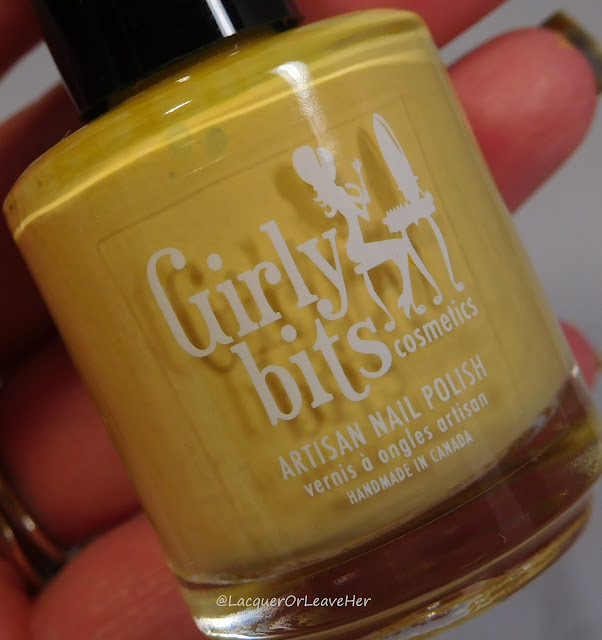 Girly
bits
cosmetics
ARTISAN NAIL POLISH
vernis à ongles artisan
HANDMADE IN CANADA
@LacquerOrLeaveHer